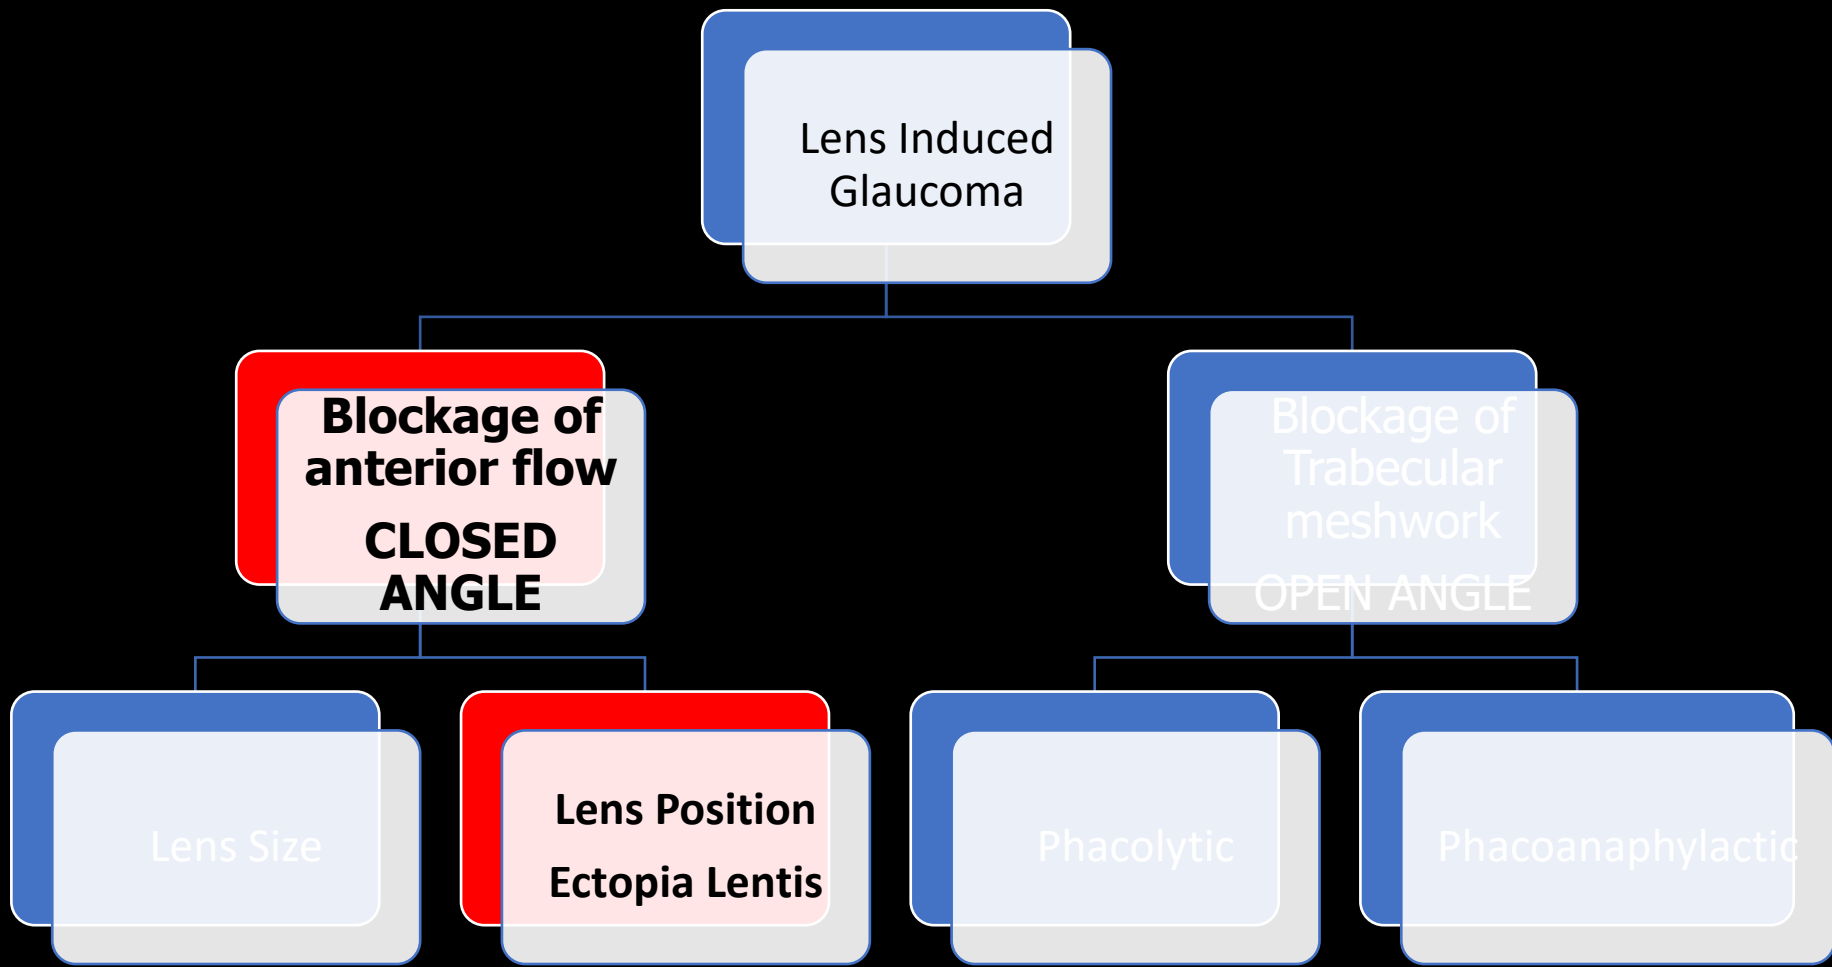 Lens Induced
Glaucoma
Blockage of
anterior flow
CLOSED
ANGLE
Blockage of
Trabecular
meshwork
OPEN ANGLE
Lens Size
Lens Position
Ectopia Lentis
Phacolytic
Phacoanaphylactic